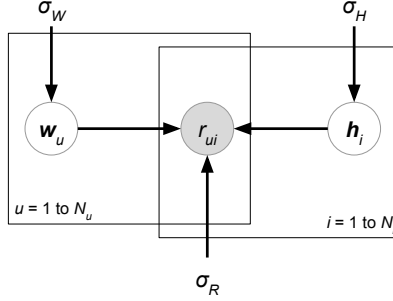 σ_W σ_H
w_u r_ui h_i
u = 1 to N_u
i = 1 to N
σ_R